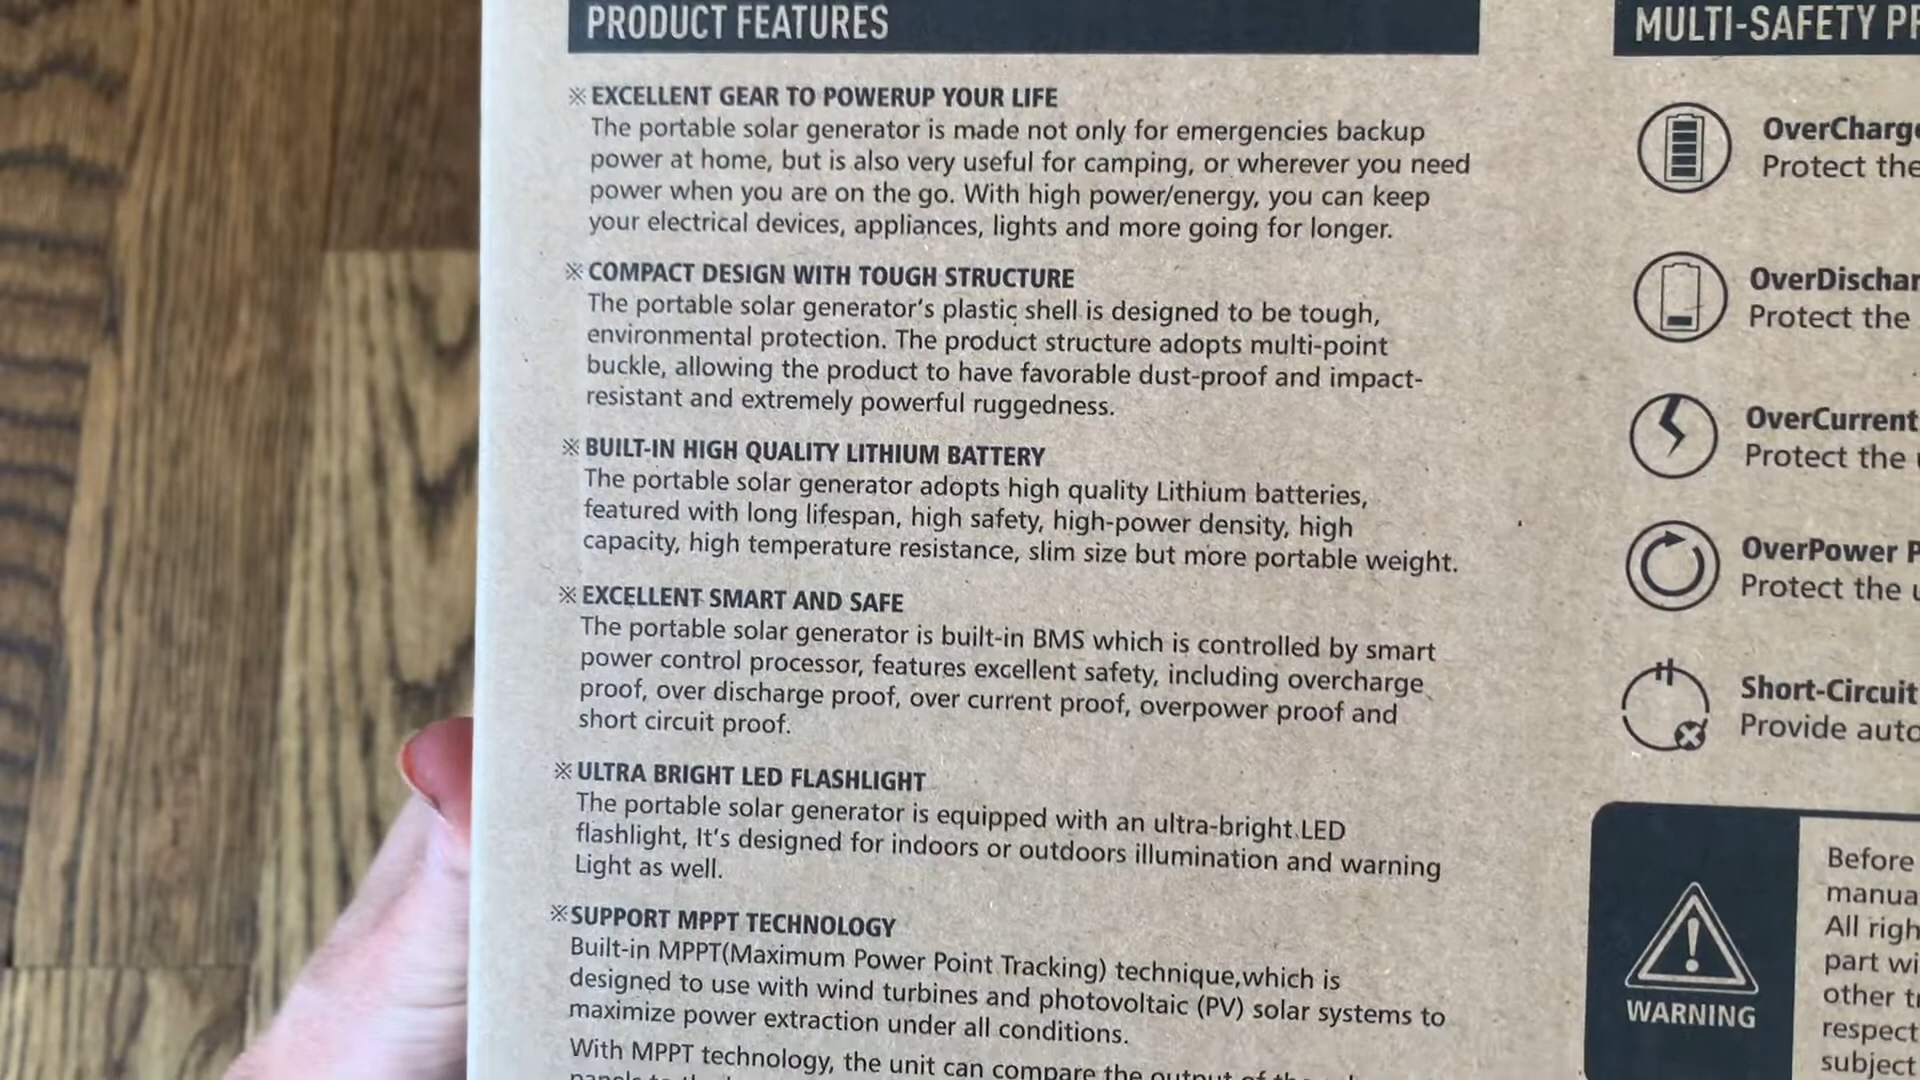 PRODUCT FEATURES
※ EXCELLENT GEAR TO POWERUP YOUR LIFE
The portable solar generator is made not only for emergencies backup
power at home, but is also very useful for camping, or wherever you need
power when you are on the go. With high power/energy, you can keep
your electrical devices, appliances, lights and more going for longer.
※ COMPACT DESIGN WITH TOUGH STRUCTURE
The portable solar generator's plastic shell is designed to be tough,
environmental protection. The product structure adopts multi-point
buckle, allowing the product to have favorable dust-proof and impact-
resistant and extremely powerful ruggedness.
※ BUILT-IN HIGH QUALITY LITHIUM BATTERY
The portable solar generator adopts high quality Lithium batteries,
featured with long lifespan, high safety, high-power density, high
capacity, high temperature resistance, slim size but more portable weight.
※ EXCELLENT SMART AND SAFE
The portable solar generator is built-in BMS which is controlled by smart
power control processor, features excellent safety, including overcharge
proof, over discharge proof, over current proof, overpower proof and
short circuit proof.
※ ULTRA BRIGHT LED FLASHLIGHT
The portable solar generator is equipped with an ultra-bright LED
flashlight, It's designed for indoors or outdoors illumination and warning
Light as well.
※ SUPPORT MPPT TECHNOLOGY
Built-in MPPT(Maximum Power Point Tracking) technique,which is
designed to use with wind turbines and photovoltaic (PV) solar systems to
maximize power extraction under all conditions.
With MPPT technology, the unit can compare the output of the
MULTI-SAFETY
OverCharge
Protect the
OverDischar
Protect the
OverCurrent
Protect the
OverPower P
Protect the u
Short-Circuit
Provide auto
WARNING
Before
manua
All righ
part wi
other
respect
subject